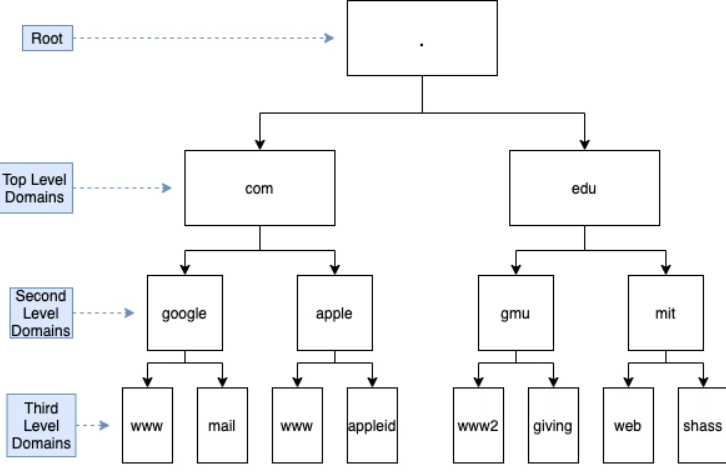 Root
.
Top Level
Domains
com
edu
Second
Level
Domains
google
apple
gmu
mit
Third
Level
Domains
www
mail
www
appleid
www2
giving
web
shass